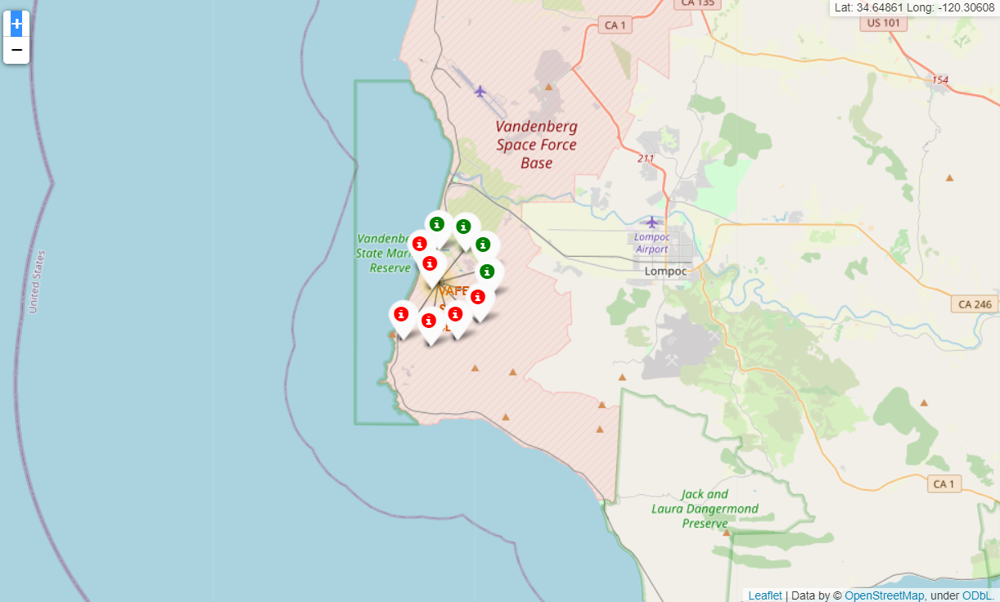 +
−
Lat: 34.64861 Long: -120.30608
CA 135
CA 1
US 101
154
Vandenberg
Space Force
Base
211
Vandenbe
State Mari
Reserve
Lompoc
Airport
Lompoc
United States
VAFE
CA 246
CA 1
Jack and
Laura Dangermond
Preserve
Leaflet | Data by © OpenStreetMap, under ODbL.